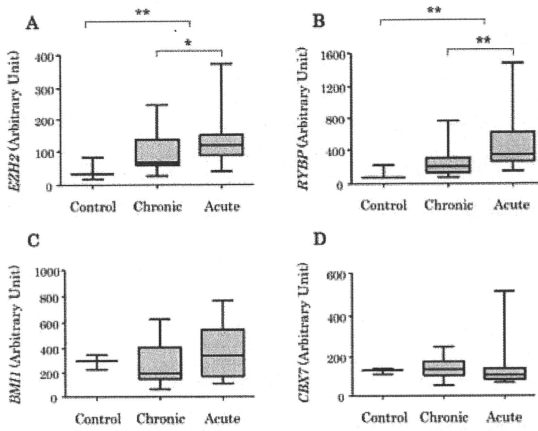 A
**
*
EZH2 (Arbitrary Unit)
400
300
200
100
0
Control Chronic Acute
B
**
**
RYBP (Arbitrary Unit)
1600
1200
800
400
0
Control Chronic Acute
C
BMI1 (Arbitrary Unit)
1000
800
600
400
200
0
Control Chronic Acute
D
CBX7 (Arbitrary Unit)
600
400
200
0
Control Chronic Acute